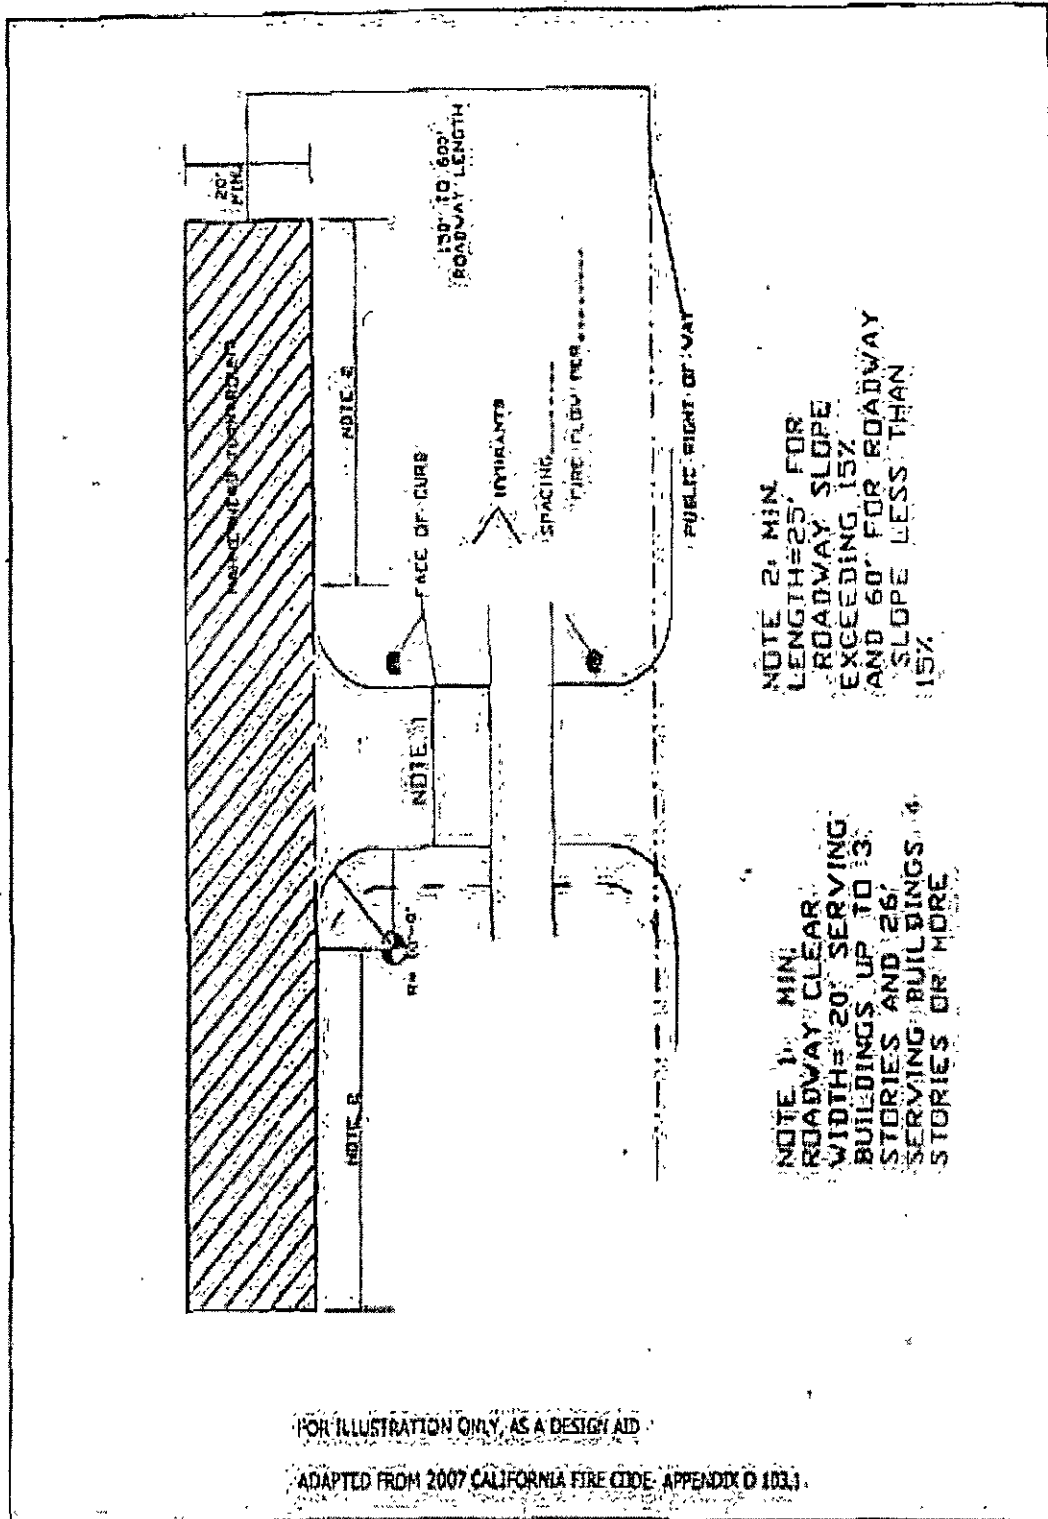 20'
MIN.
150' TO 600'
ROADWAY LENGTH
TURNAROUND
NOTE 2
FACE OF CURB
HYDRANTS
SPACING
FIRE FLOW PER
PUBLIC RIGHT OF WAY
NOTE 1
NOTE 2
NOTE 1: MIN.
ROADWAY CLEAR
WIDTH= 20' SERVING
BUILDINGS UP TO 3
STORIES AND 26'
SERVING BUILDINGS 4
STORIES OR MORE
NOTE 2: MIN.
LENGTH=25' FOR
ROADWAY SLOPE
EXCEEDING 15%
AND 60' FOR ROADWAY
SLOPE LESS THAN
15%
FOR ILLUSTRATION ONLY, AS A DESIGN AID
ADAPTED FROM 2007 CALIFORNIA FIRE CODE- APPENDIX D 103.1